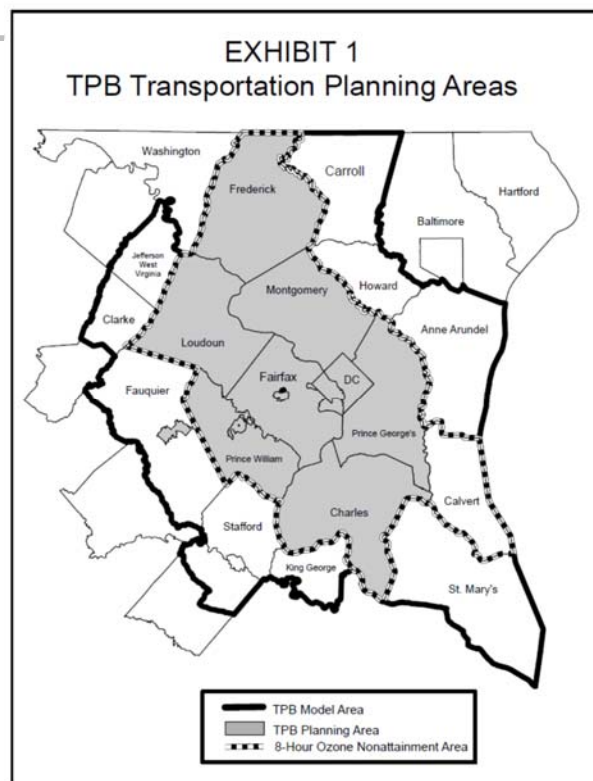 EXHIBIT 1
TPB Transportation Planning Areas
Washington
Frederick
Carroll
Hartford
Baltimore
Jefferson
West
Virginia
Montgomery
Howard
Clarke
Anne Arundel
Loudoun
Fairfax
DC
Fauquier
Prince George's
Prince William
Calvert
Stafford
Charles
King George
St. Mary's
TPB Model Area
TPB Planning Area
8-Hour Ozone Nonattainment Area